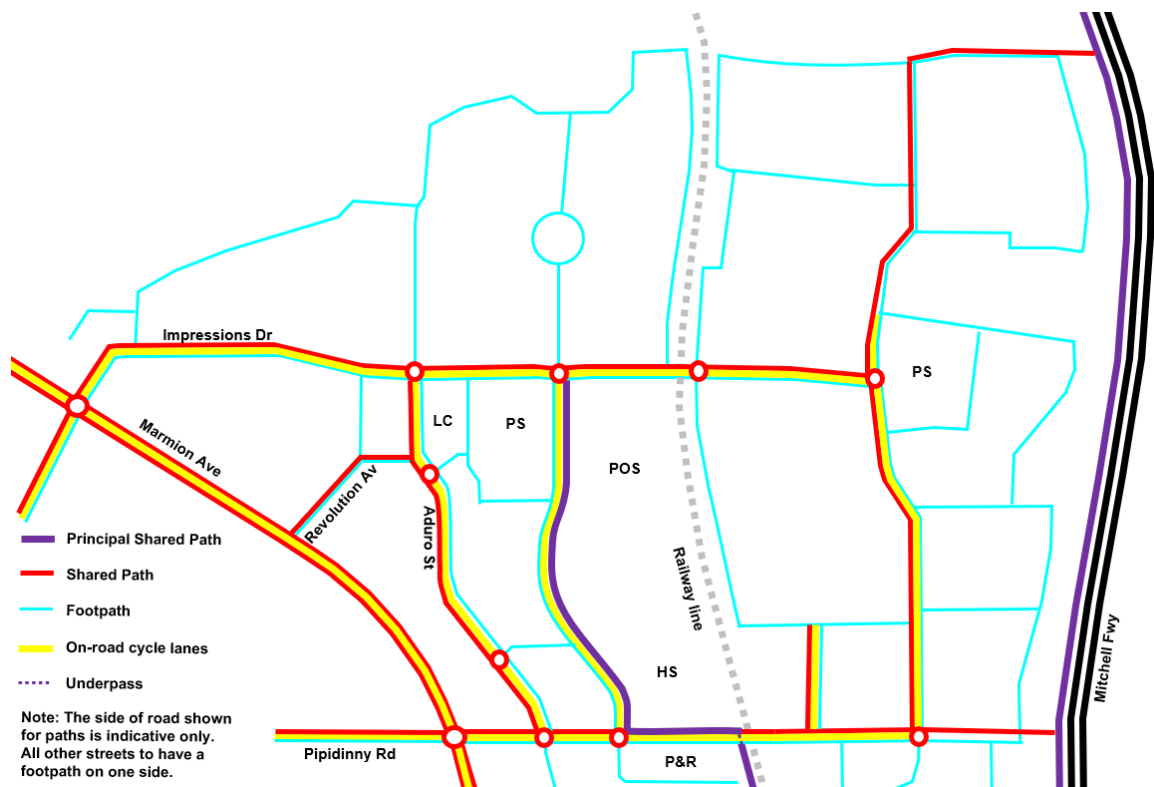 Impressions Dr
PS
LC
PS
Marmion Ave
POS
Revolution Av
Aduro St
Railway line
Principal Shared Path
Shared Path
Footpath
On-road cycle lanes
Underpass
HS
Mitchell Fwy
Note: The side of road shown
for paths is indicative only.
All other streets to have a
footpath on one side.
Pipidinny Rd
P&R